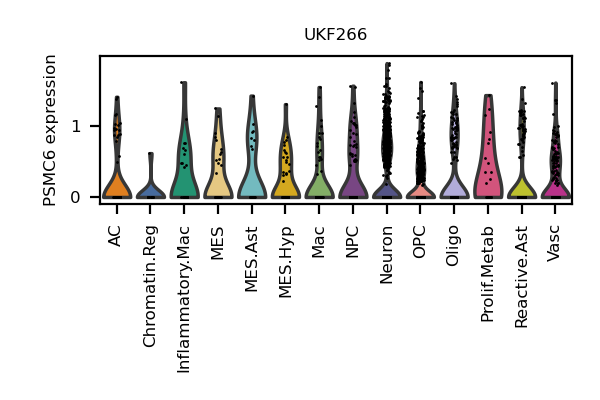 UKF266
PSMC6 expression
1
0
AC
Chromatin.Reg
Inflammatory.Mac
MES
MES.Ast
MES.Hyp
Mac
NPC
Neuron
OPC
Oligo
Prolif.Metab
Reactive.Ast
Vasc